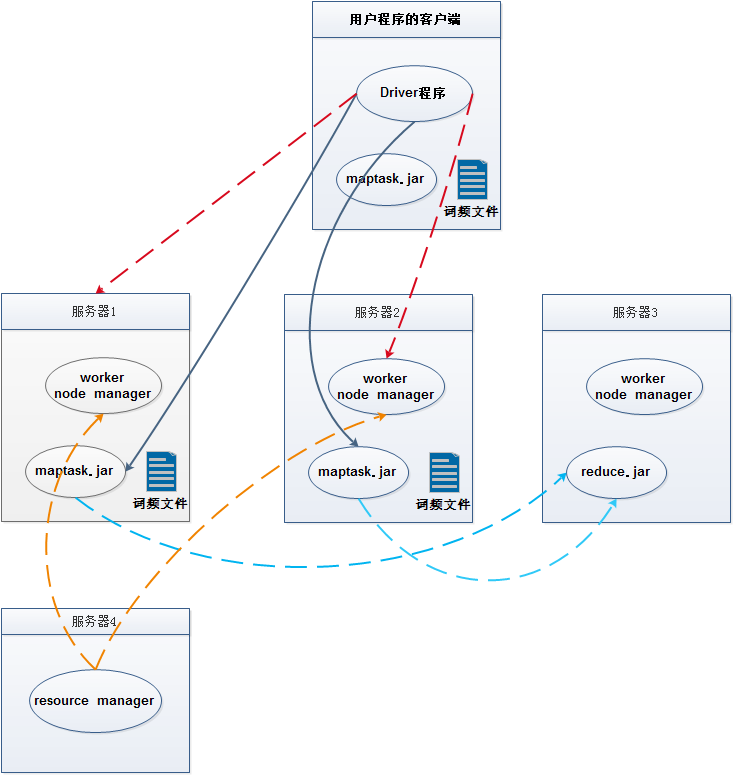 用户程序的客户端
Driver程序
maptask.jar
词频文件
服务器1
worker
node manager
maptask.jar
词频文件
服务器2
worker
node manager
maptask.jar
词频文件
服务器3
worker
node manager
reduce.jar
服务器4
resource manager